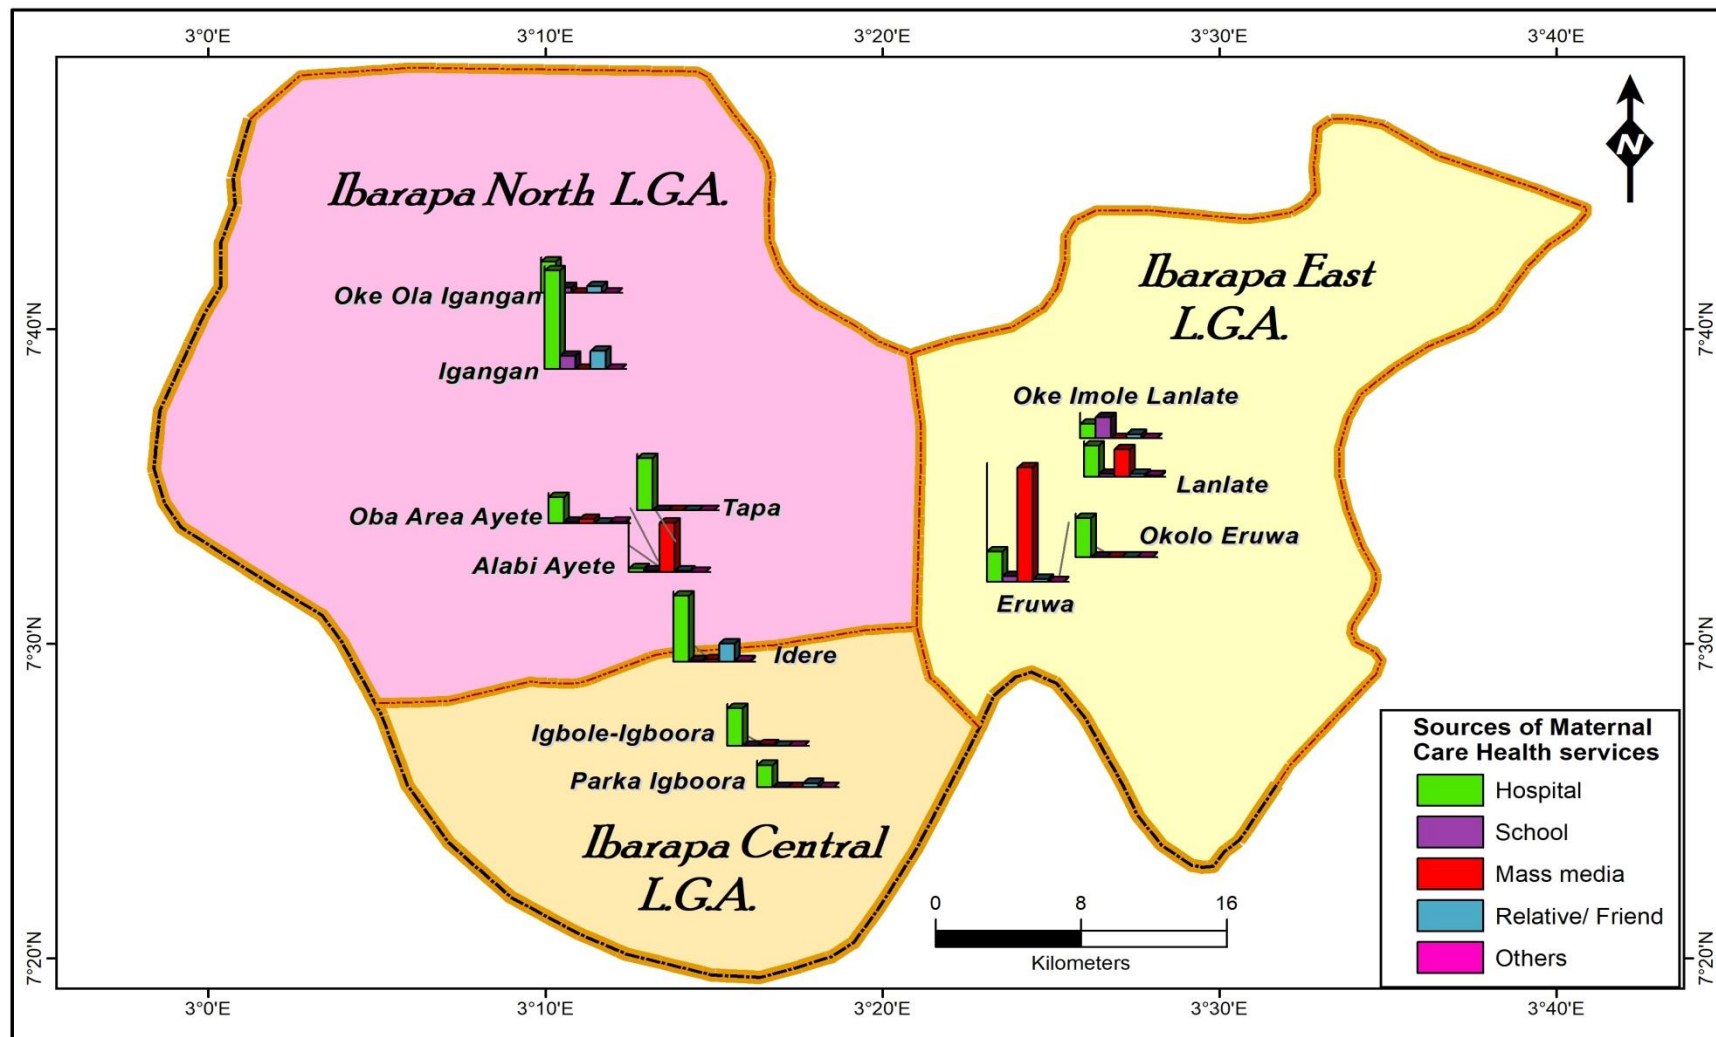 3°0'E
3°10'E
3°20'E
3°30'E
3°40'E
N
Ibarapa North L.G.A.
Ibarapa East
L.G.A.
Oke Ola Igangan
7°40'N
7°40'N
Igangan
Oke Imole Lanlate
Lanlate
Oba Area Ayete
Tapa
Okolo Eruwa
Alabi Ayete
Eruwa
7°30'N
7°30'N
Idere
Igbole-Igboora
Parka Igboora
Ibarapa Central
L.G.A.
0
8
16
Kilometers
Sources of Maternal
Care Health services
Hospital
School
Mass media
Relative/ Friend
Others
7°20'N
7°20'N
3°0'E
3°10'E
3°20'E
3°30'E
3°40'E